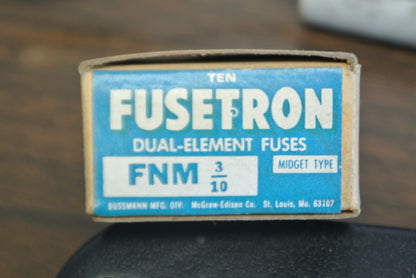 TEN
FUSETRON
DUAL-ELEMENT FUSES
FNM 3/10 MIDGET TYPE
BUSSMANN MFG. DIV. McGraw-Edison Co. St. Louis, Mo. 63107